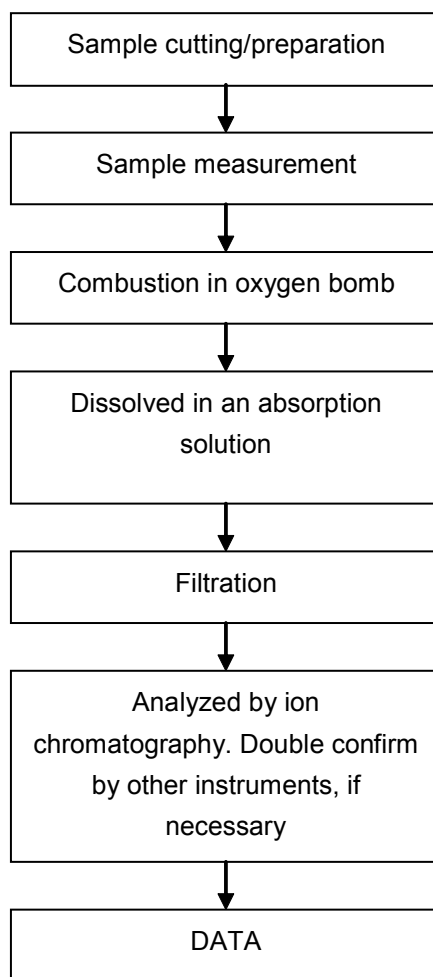 Sample cutting/preparation
Sample measurement
Combustion in oxygen bomb
Dissolved in an absorption
solution
Filtration
Analyzed by ion
chromatography. Double confirm
by other instruments, if
necessary
DATA